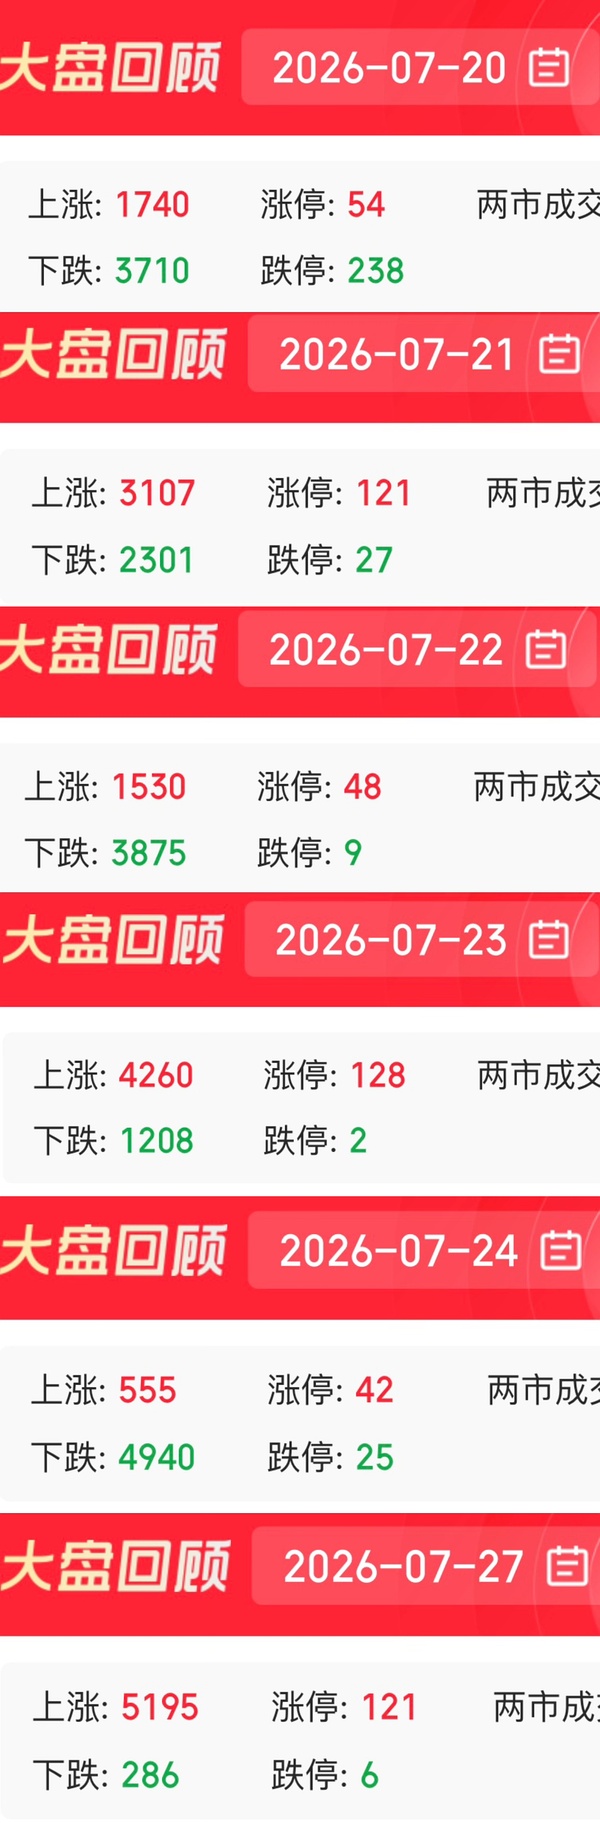 大盘回顾 2026-07-20
上涨: 1740 涨停: 54 两市成交
下跌: 3710 跌停: 238
大盘回顾 2026-07-21
上涨: 3107 涨停: 121 两市成交
下跌: 2301 跌停: 27
大盘回顾 2026-07-22
上涨: 1530 涨停: 48 两市成交
下跌: 3875 跌停: 9
大盘回顾 2026-07-23
上涨: 4260 涨停: 128 两市成交
下跌: 1208 跌停: 2
大盘回顾 2026-07-24
上涨: 555 涨停: 42 两市成交
下跌: 4940 跌停: 25
大盘回顾 2026-07-27
上涨: 5195 涨停: 121 两市成
下跌: 286 跌停: 6